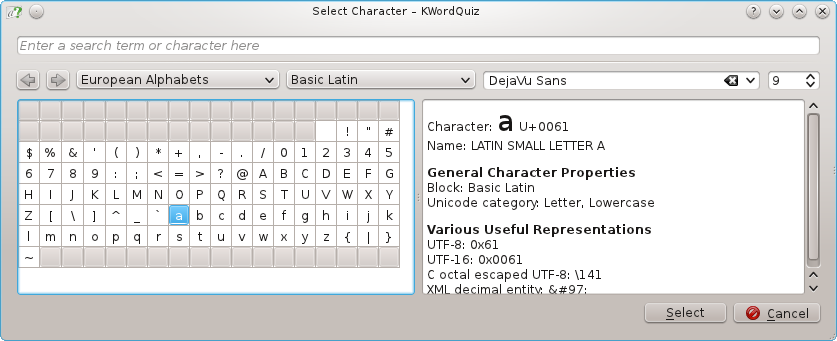 Select Character – KWordQuiz
Enter a search term or character here
European Alphabets Basic Latin DejaVu Sans 9
! " #
$ % & ' ( ) * + , - . / 0 1 2 3 4 5
6 7 8 9 : ; < = > ? @ A B C D E F G
H I J K L M N O P Q R S T U V W X Y
Z [ \ ] ^ _ ` a b c d e f g h i j k
l m n o p q r s t u v w x y z { | }
~
Character: a U+0061
Name: LATIN SMALL LETTER A
General Character Properties
Block: Basic Latin
Unicode category: Letter, Lowercase
Various Useful Representations
UTF-8: 0x61
UTF-16: 0x0061
C octal escaped UTF-8: \141
XML decimal entity: &#97;
Select Cancel